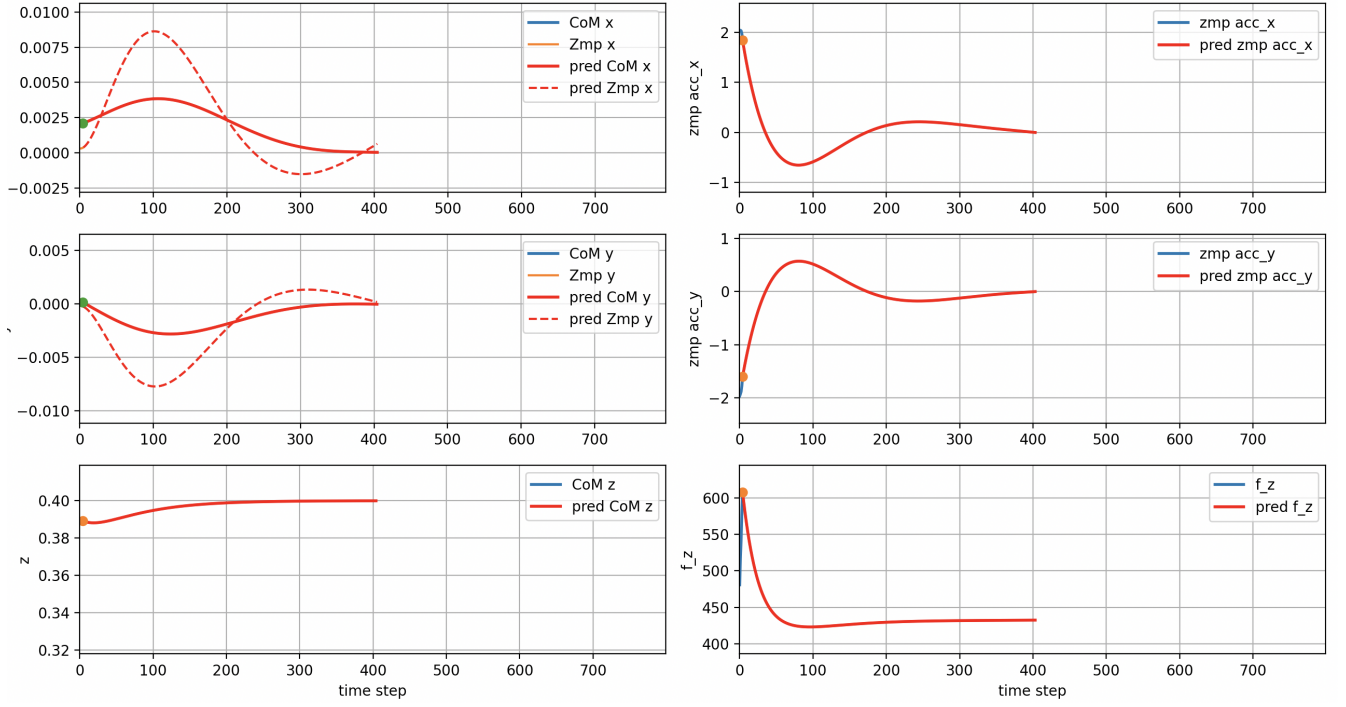 0.0100
0.0075
0.0050
0.0025
0.0000
−0.0025
0 100 200 300 400 500 600 700
CoM x
Zmp x
pred CoM x
pred Zmp x
zmp acc_x
2
1
0
−1
0 100 200 300 400 500 600 700
zmp acc_x
pred zmp acc_x
0.005
0.000
−0.005
−0.010
0 100 200 300 400 500 600 700
CoM y
Zmp y
pred CoM y
pred Zmp y
zmp acc_y
1
0
−1
−2
0 100 200 300 400 500 600 700
zmp acc_y
pred zmp acc_y
z
0.40
0.38
0.36
0.34
0.32
0 100 200 300 400 500 600 700
time step
CoM z
pred CoM z
f_z
600
550
500
450
400
0 100 200 300 400 500 600 700
time step
f_z
pred f_z